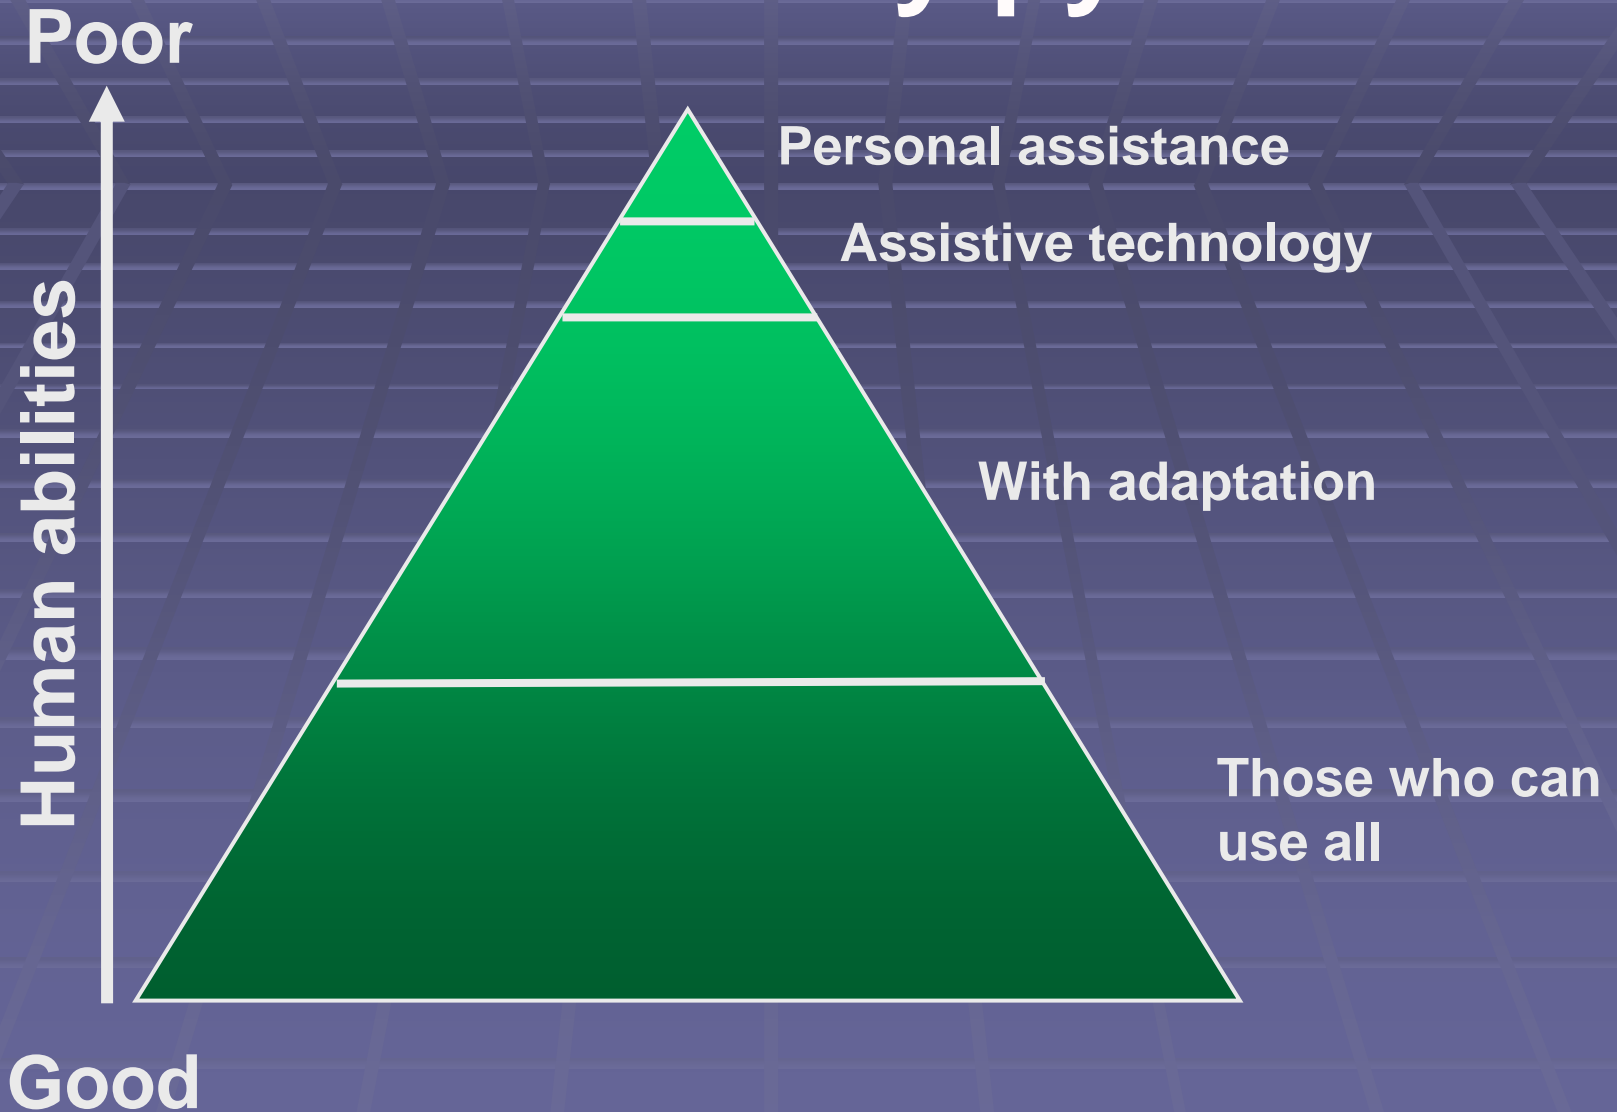 Poor
Personal assistance
Assistive technology
Human abilities
With adaptation
Those who can
use all
Good